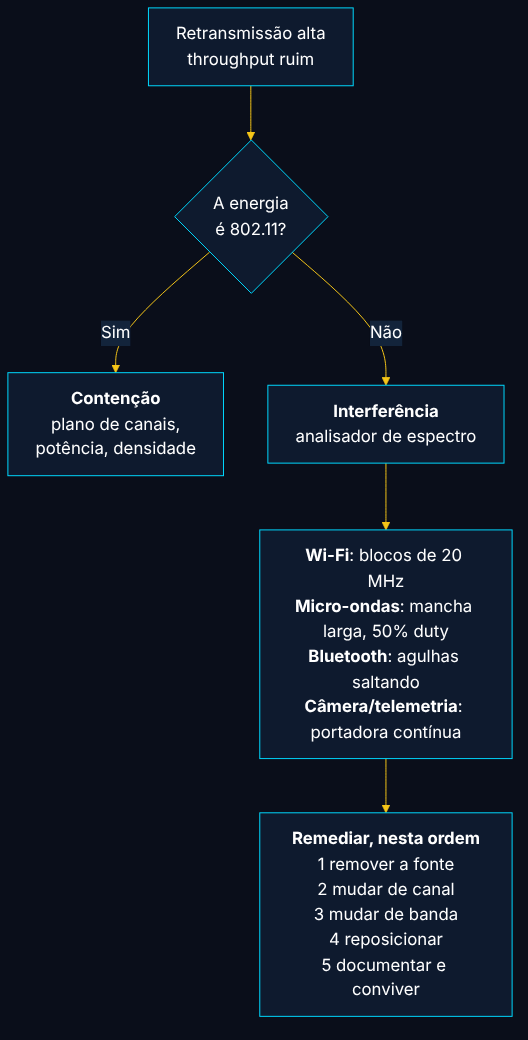 Retransmissão alta
throughput ruim
A energia
é 802.11?
Sim
Não
Contenção
plano de canais,
potência, densidade
Interferência
analisador de espectro
Wi-Fi: blocos de 20
MHz
Micro-ondas: mancha
larga, 50% duty
Bluetooth: agulhas
saltando
Câmera/telemetria:
portadora contínua
Remediar, nesta ordem
1 remover a fonte
2 mudar de canal
3 mudar de banda
4 reposicionar
5 documentar e
conviver